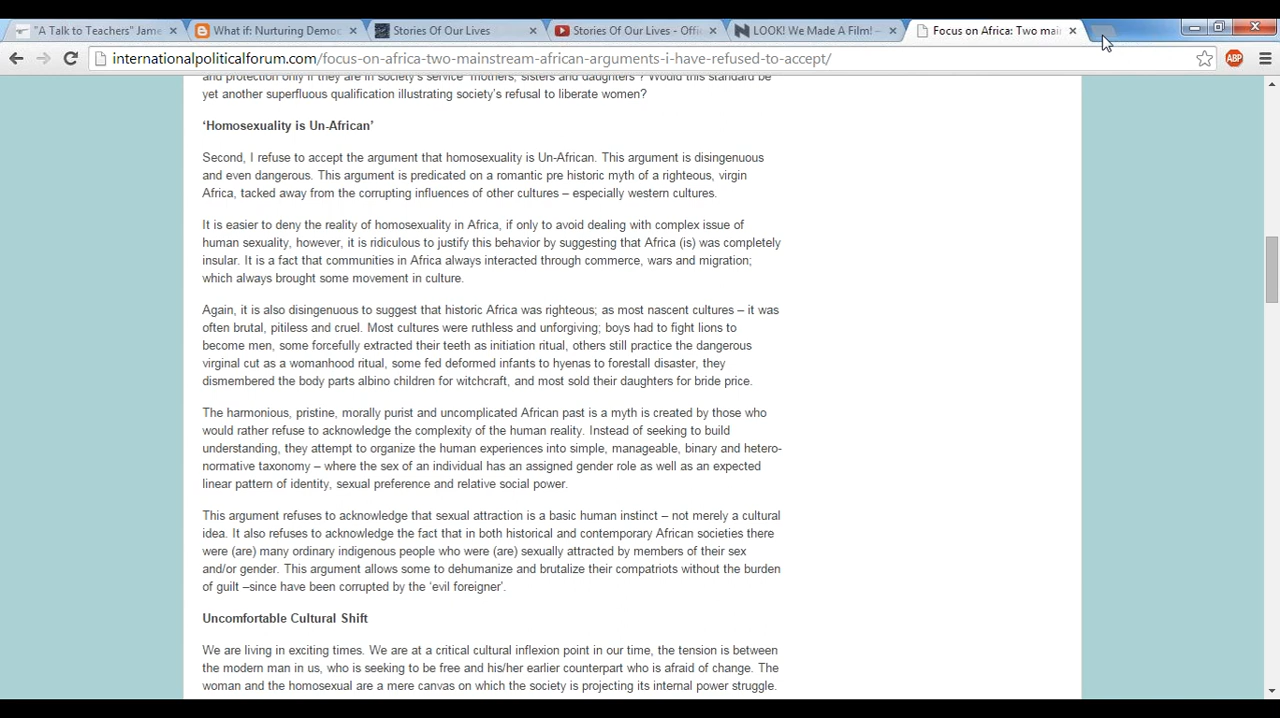 "A Talk to Teachers" Jame
What if: Nurturing Democ
Stories Of Our Lives
Stories Of Our Lives - Offi
LOOK! We Made A Film! –
Focus on Africa: Two main
internationalpoliticalforum.com/focus-on-africa-two-mainstream-african-arguments-i-have-refused-to-accept/
ABP
and protection only if they are in society's service 'mothers, sisters and daughters'? Would this standard be
yet another superfluous qualification illustrating society's refusal to liberate women?
‘Homosexuality is Un-African’
Second, I refuse to accept the argument that homosexuality is Un-African. This argument is disingenuous
and even dangerous. This argument is predicated on a romantic pre historic myth of a righteous, virgin
Africa, tacked away from the corrupting influences of other cultures – especially western cultures.
It is easier to deny the reality of homosexuality in Africa, if only to avoid dealing with complex issue of
human sexuality, however, it is ridiculous to justify this behavior by suggesting that Africa (is) was completely
insular. It is a fact that communities in Africa always interacted through commerce, wars and migration;
which always brought some movement in culture.
Again, it is also disingenuous to suggest that historic Africa was righteous; as most nascent cultures – it was
often brutal, pitiless and cruel. Most cultures were ruthless and unforgiving; boys had to fight lions to
become men, some forcefully extracted their teeth as initiation ritual, others still practice the dangerous
virginal cut as a womanhood ritual, some fed deformed infants to hyenas to forestall disaster, they
dismembered the body parts albino children for witchcraft, and most sold their daughters for bride price.
The harmonious, pristine, morally purist and uncomplicated African past is a myth is created by those who
would rather refuse to acknowledge the complexity of the human reality. Instead of seeking to build
understanding, they attempt to organize the human experiences into simple, manageable, binary and hetero-
normative taxonomy – where the sex of an individual has an assigned gender role as well as an expected
linear pattern of identity, sexual preference and relative social power.
This argument refuses to acknowledge that sexual attraction is a basic human instinct – not merely a cultural
idea. It also refuses to acknowledge the fact that in both historical and contemporary African societies there
were (are) many ordinary indigenous people who were (are) sexually attracted by members of their sex
and/or gender. This argument allows some to dehumanize and brutalize their compatriots without the burden
of guilt –since have been corrupted by the ‘evil foreigner’.
Uncomfortable Cultural Shift
We are living in exciting times. We are at a critical cultural inflexion point in our time, the tension is between
the modern man in us, who is seeking to be free and his/her earlier counterpart who is afraid of change. The
woman and the homosexual are a mere canvas on which the society is projecting its internal power struggle.